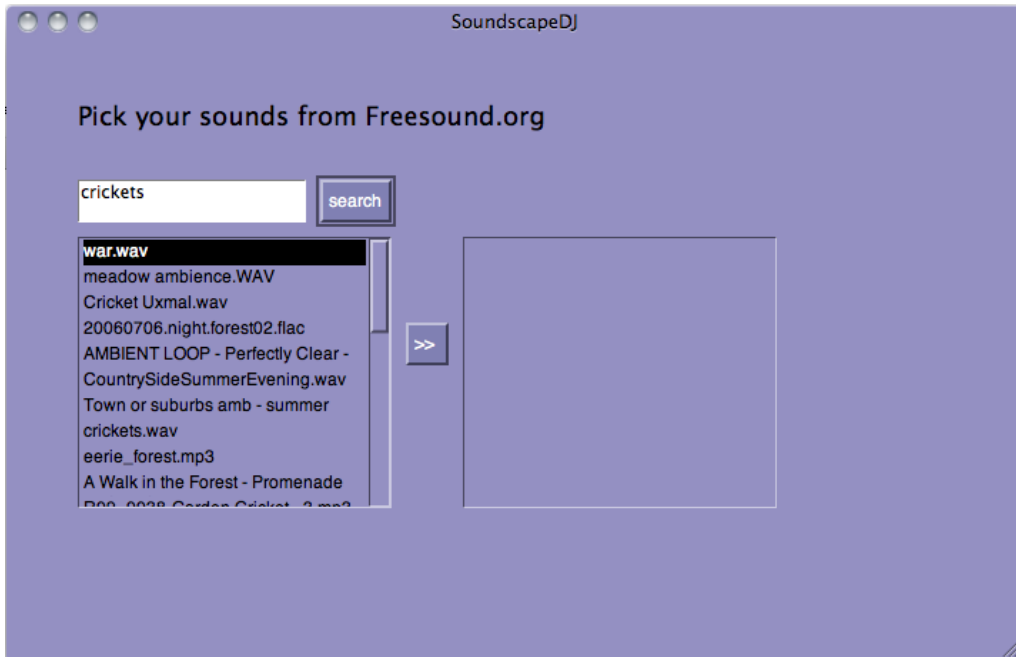 SoundscapeDJ
Pick your sounds from Freesound.org
crickets
search
war.wav
meadow ambience.WAV
Cricket Uxmal.wav
20060706.night.forest02.flac
AMBIENT LOOP - Perfectly Clear -
CountrySideSummerEvening.wav
Town or suburbs amb - summer
crickets.wav
eerie_forest.mp3
A Walk in the Forest - Promenade
>>